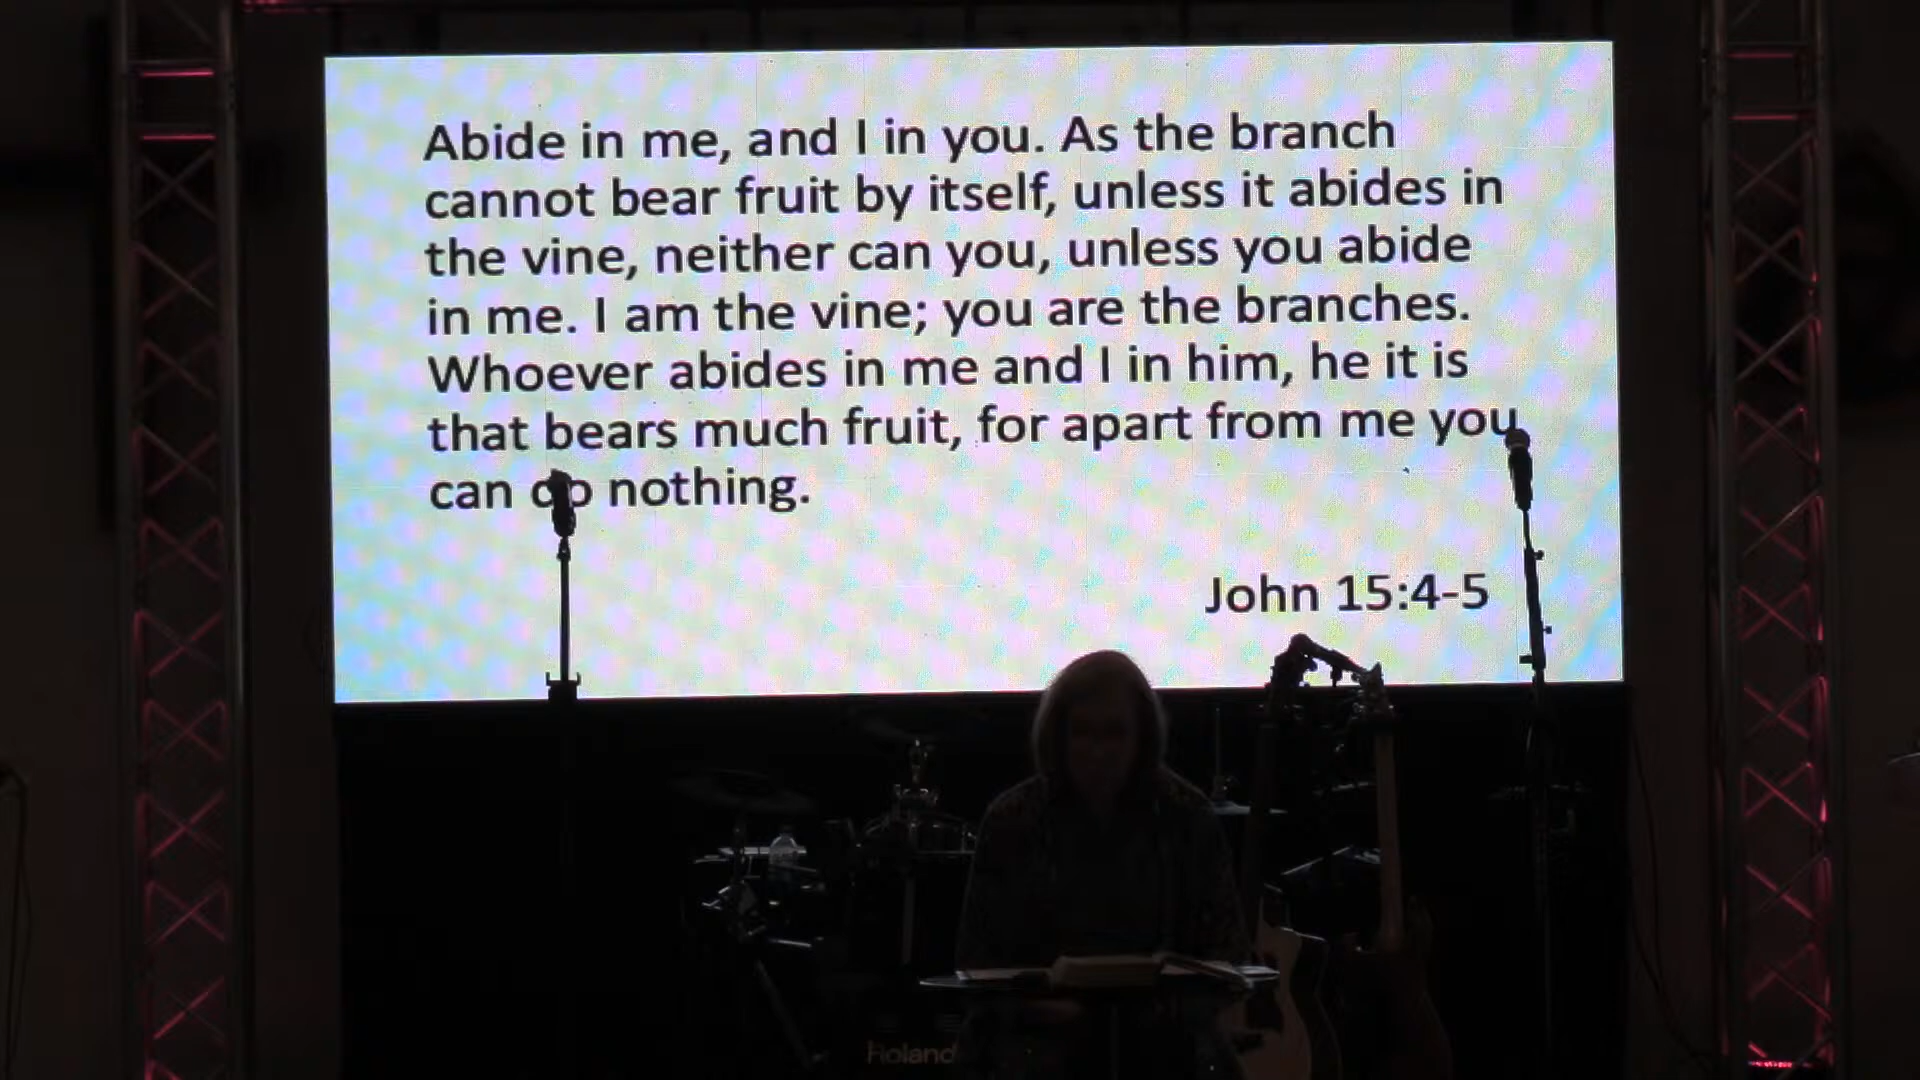 Abide in me, and I in you. As the branch
cannot bear fruit by itself, unless it abides in
the vine, neither can you, unless you abide
in me. I am the vine; you are the branches.
Whoever abides in me and I in him, he it is
that bears much fruit, for apart from me you
can do nothing.
John 15:4-5
Roland